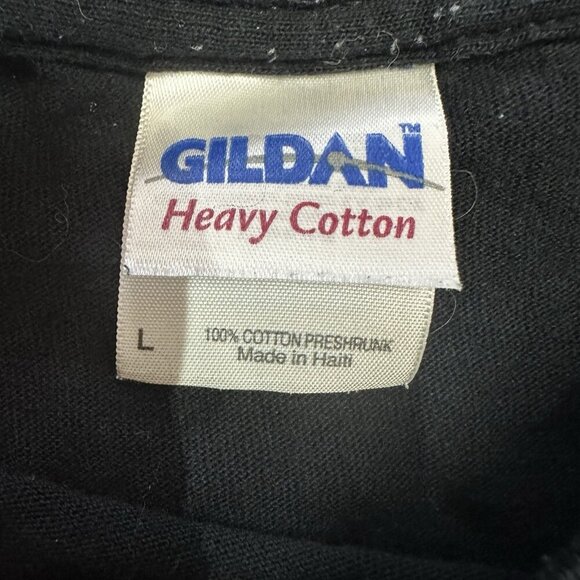 GILDAN™
Heavy Cotton
L
100% COTTON PRESHRUNK
Made in Haiti